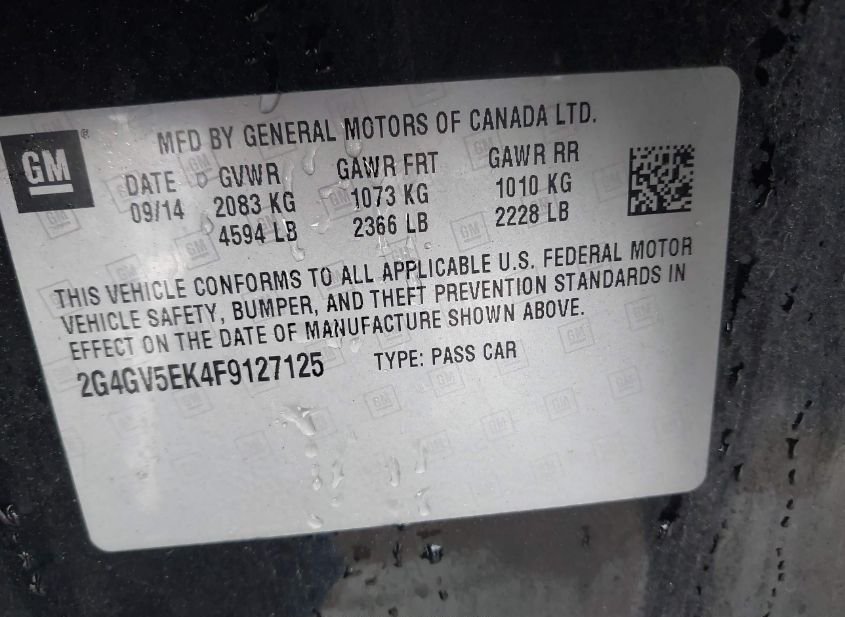 MFD BY GENERAL MOTORS OF CANADA LTD.
GM ®
DATE GVWR GAWR FRT GAWR RR
09/14 2083 KG 1073 KG 1010 KG
4594 LB 2366 LB 2228 LB
THIS VEHICLE CONFORMS TO ALL APPLICABLE U.S. FEDERAL MOTOR
VEHICLE SAFETY, BUMPER, AND THEFT PREVENTION STANDARDS IN
EFFECT ON THE DATE OF MANUFACTURE SHOWN ABOVE.
2G4GV5EK4F9127125 TYPE: PASS CAR